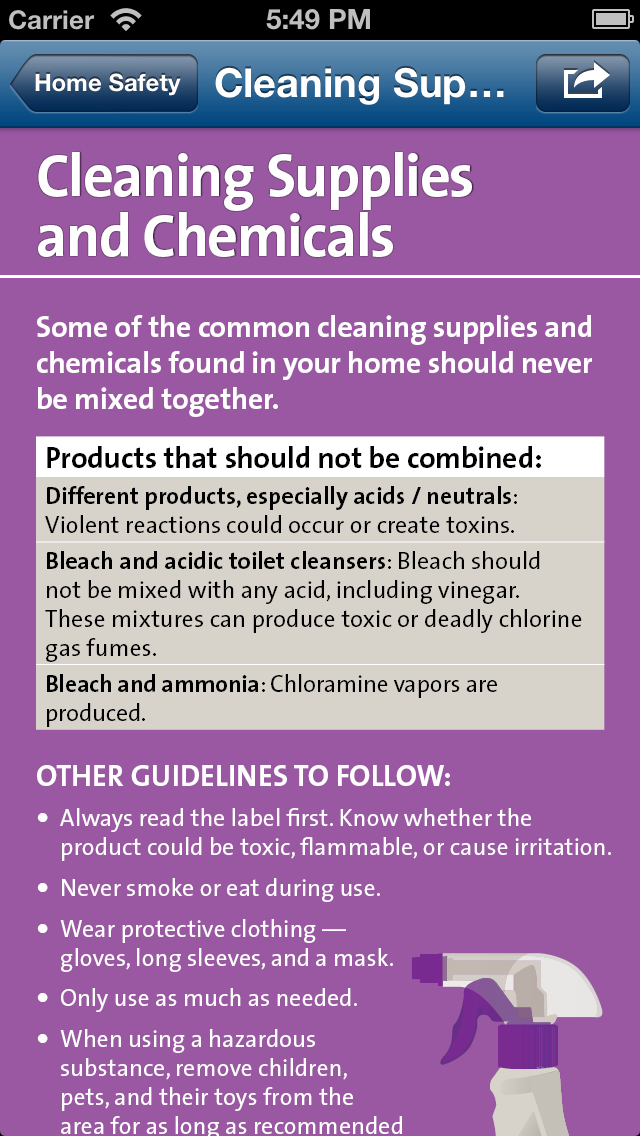 Carrier 5:49 PM
Home Safety Cleaning Sup...
Cleaning Supplies
and Chemicals
Some of the common cleaning supplies and
chemicals found in your home should never
be mixed together.
Products that should not be combined:
Different products, especially acids / neutrals:
Violent reactions could occur or create toxins.
Bleach and acidic toilet cleansers: Bleach should
not be mixed with any acid, including vinegar.
These mixtures can produce toxic or deadly chlorine
gas fumes.
Bleach and ammonia: Chloramine vapors are
produced.
OTHER GUIDELINES TO FOLLOW:
• Always read the label first. Know whether the
product could be toxic, flammable, or cause irritation.
• Never smoke or eat during use.
• Wear protective clothing —
gloves, long sleeves, and a mask.
• Only use as much as needed.
• When using a hazardous
substance, remove children,
pets, and their toys from the
area for as long as recommended